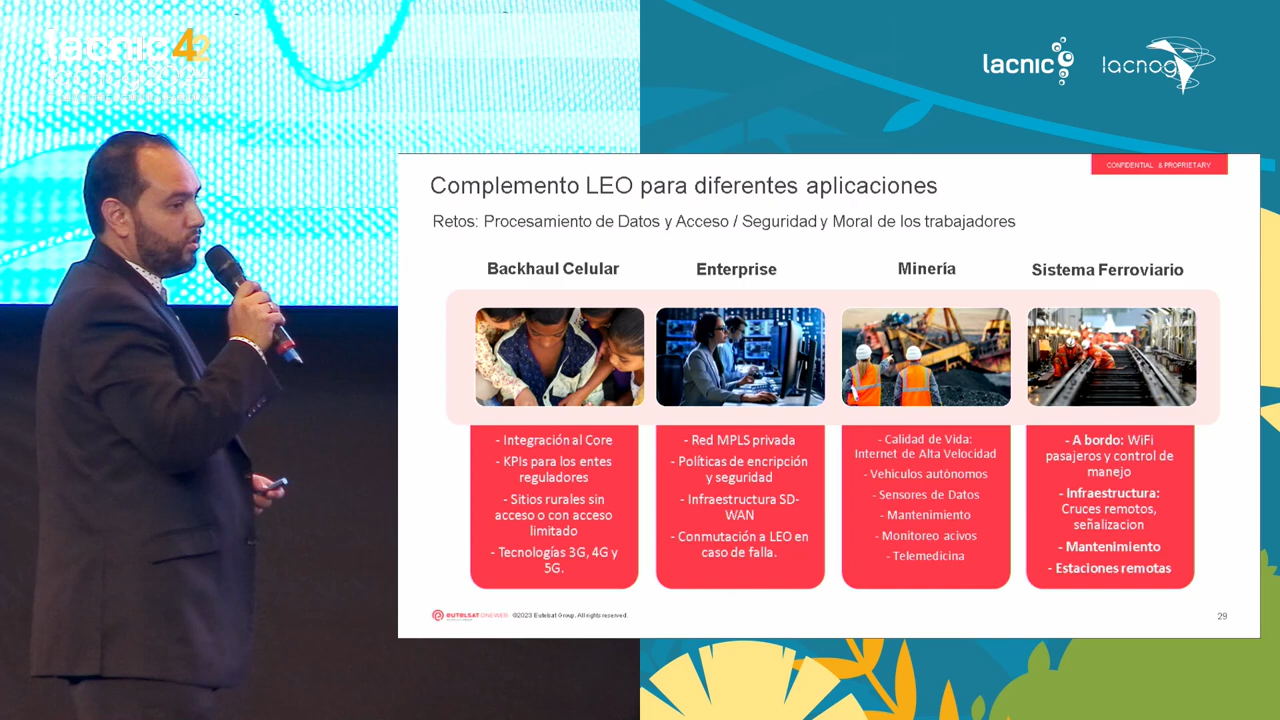 lacnic 42
lacnic
lacnog
CONFIDENTIAL & PROPRIETARY
Complemento LEO para diferentes aplicaciones
Retos: Procesamiento de Datos y Acceso / Seguridad y Moral de los trabajadores
Backhaul Celular
Enterprise
Minería
Sistema Ferroviario
- Integración al Core
- KPIs para los entes
reguladores
- Sitios rurales sin
acceso o con acceso
limitado
- Tecnologías 3G, 4G y
5G.
- Red MPLS privada
- Políticas de encripción
y seguridad
- Infraestructura SD-
WAN
- Conmutación a LEO en
caso de falla.
- Calidad de Vida:
Internet de Alta Velocidad
- Vehiculos autónomos
- Sensores de Datos
- Mantenimiento
- Monitoreo activos
- Telemedicina
- A bordo: WiFi
pasajeros y control de
manejo
- Infraestructura:
Cruces remotos,
señalizacion
- Mantenimiento
- Estaciones remotas
EUTELSAT ONEWEB ©2023 Eutelsat Group. All rights reserved.
29